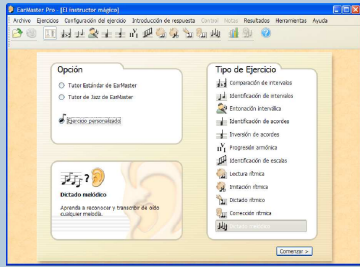 EarMaster Pro - [El instructor mágico]
Archivo Ejercicios Configuración del ejercicio Introducción de respuesta Control Notas Resultados Herramientas Ayuda
Opción
Tutor Estándar de EarMaster
Tutor de Jazz de EarMaster
Ejercicio personalizado
Dictado melódico
Aprenda a reconocer y transcribir de oído
cualquier melodía.
Tipo de Ejercicio
Comparación de intervalos
Identificación de intervalos
Entonación interválica
Identificación de acordes
Inversión de acordes
Progresión armónica
Identificación de escalas
Lectura rítmica
Imitación rítmica
Dictado rítmico
Corrección rítmica
Dictado melódico
Comenzar >